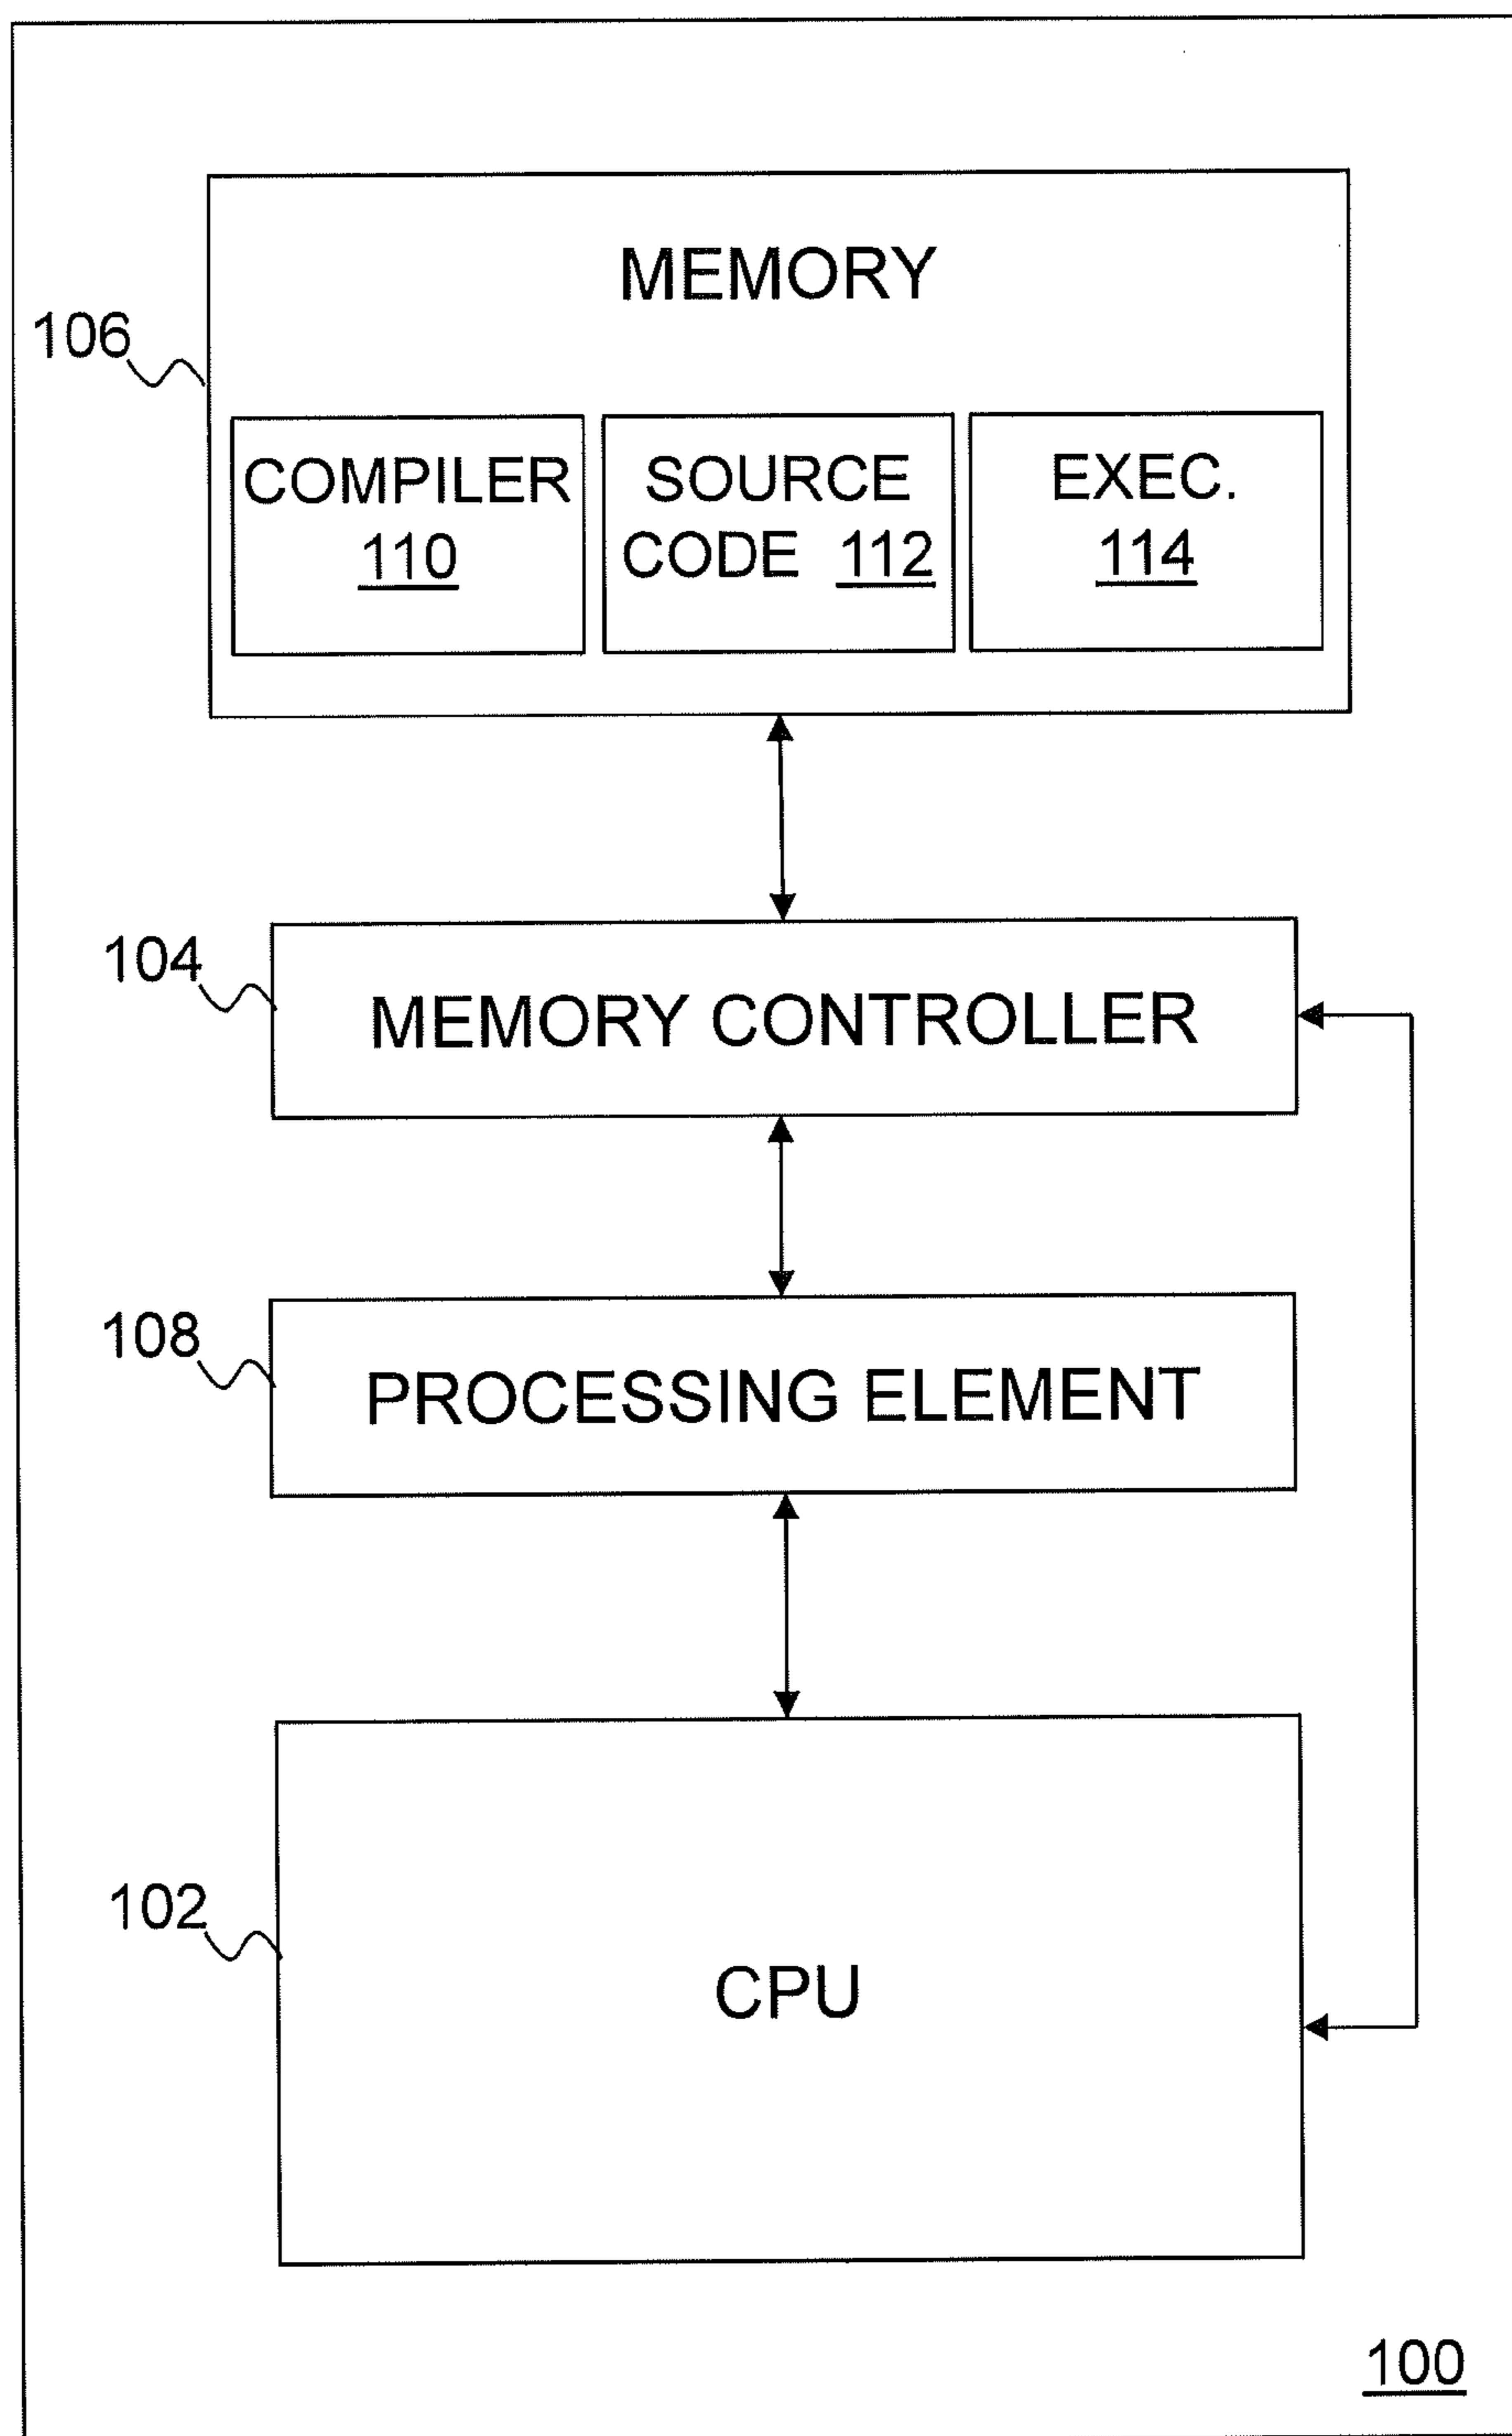 MEMORY
106
COMPILER
110
SOURCE
CODE 112
EXEC.
114
104
MEMORY CONTROLLER
108
PROCESSING ELEMENT
102
CPU
100